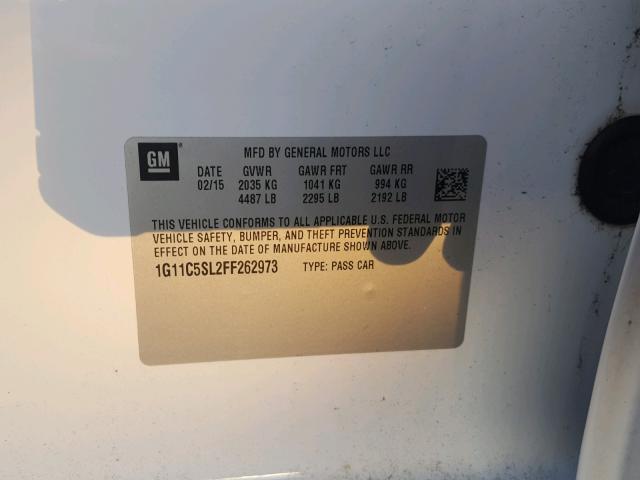 GM
MFD BY GENERAL MOTORS LLC
DATE GVWR GAWR FRT GAWR RR
02/15 2035 KG 1041 KG 994 KG
4487 LB 2295 LB 2192 LB
THIS VEHICLE CONFORMS TO ALL APPLICABLE U.S. FEDERAL MOTOR
VEHICLE SAFETY, BUMPER, AND THEFT PREVENTION STANDARDS IN
EFFECT ON THE DATE OF MANUFACTURE SHOWN ABOVE.
1G11C5SL2FF262973 TYPE: PASS CAR